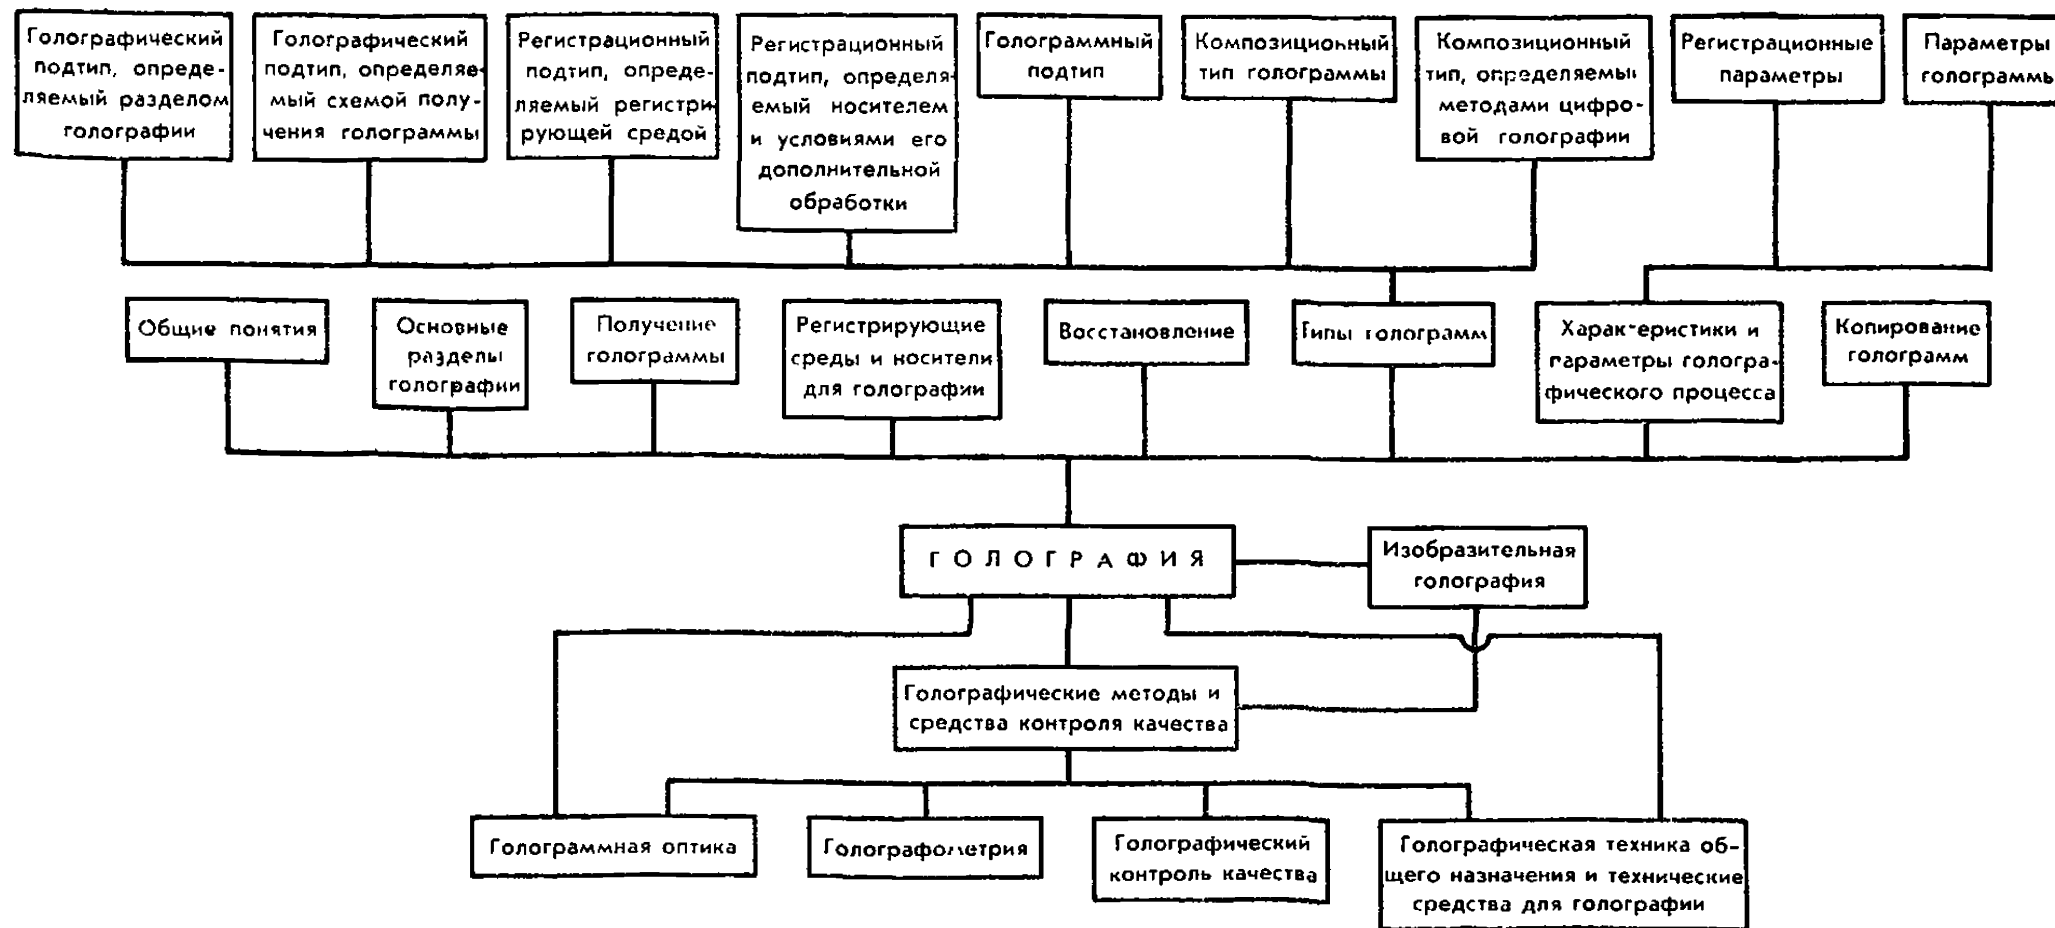 Голографический
подтип, опреде-
ляемый разделом
голографии
Голографический
подтип, определяе-
мый схемой полу-
чения голограммы
Регистрационный
подтип, опреде-
ляемый регистри
рующей средой
Регистрационный
подтип, определя-
емый носителем
и условиями его
дополнительной
обработки
Голограммный
подтип
Композиционный
тип голограммы
Композиционный
тип, определяемы
методами цифро-
вой голографии
Регистрационные
параметры
Параметры
голограммы
Общие понятия
Основные
разделы
голографии
Получение
голограммы
Регистрирующие
среды и носители
для голографии
Восстановление
Типы голограмм
Характеристики и
параметры гологра-
фического процесса
Копирование
голограмм
ГОЛОГРАФИЯ
Изобразительная
голография
Голографические методы и
средства контроля качества
Голограммная оптика
Голографометрия
Голографический
контроль качества
Голографическая техника об-
щего назначения и технические
средства для голографии